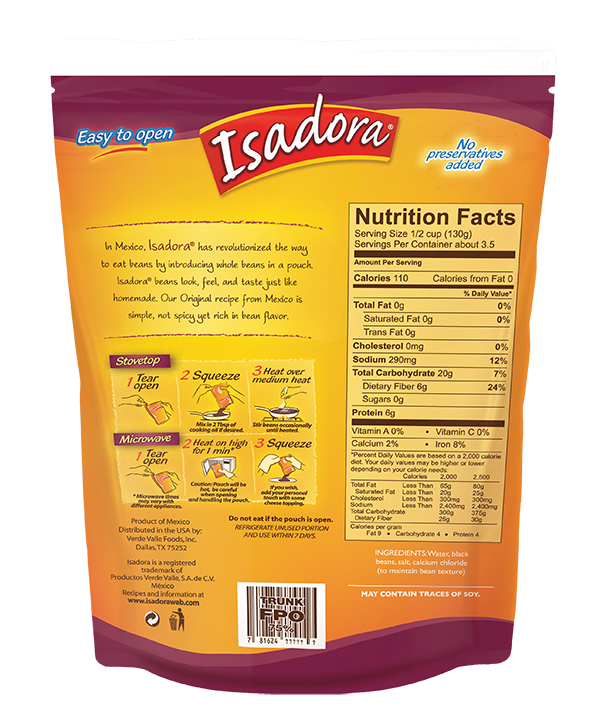 Easy to open
Isadora®
No
preservatives
added
In Mexico, Isadora® has revolutionized the way
to eat beans by introducing whole beans in a pouch.
Isadora® beans look, feel, and taste just like
homemade. Our Original recipe from Mexico is
simple, not spicy yet rich in bean flavor.
Stovetop
1 Tear
open
2 Squeeze
Mix in 2 Tbsp of
cooking oil if desired.
3 Heat over
medium heat
Stir beans occasionally
until heated.
Microwave
1 Tear
open
*Microwave times
may vary with
different appliances.
2 Heat on high
for 1 min*
Caution: Pouch will be
hot, be careful
when opening
and handling the pouch.
3 Squeeze
If you wish,
add your personal
touch with some
cheese topping.
Product of Mexico
Distributed in the USA by:
Verde Valle Foods, Inc.
Dallas, TX 75252
Isadora is a registered
trademark of
Productos Verde Valle, S.A. de C.V.
México
Recipes and information at
www.isadoraweb.com
Do not eat if the pouch is open.
REFRIGERATE UNUSED PORTION
AND USE WITHIN 7 DAYS.
TRUNK
FPO
75%
7 81624 11111 1
Nutrition Facts
Serving Size 1/2 cup (130g)
Servings Per Container about 3.5
Amount Per Serving
Calories 110 Calories from Fat 0
% Daily Value*
Total Fat 0g 0%
Saturated Fat 0g 0%
Trans Fat 0g
Cholesterol 0mg 0%
Sodium 290mg 12%
Total Carbohydrate 20g 7%
Dietary Fiber 6g 24%
Sugars 0g
Protein 6g
Vitamin A 0% • Vitamin C 0%
Calcium 2% • Iron 8%
*Percent Daily Values are based on a 2,000 calorie
diet. Your daily values may be higher or lower
depending on your calorie needs.
Calories 2,000 2,500
Total Fat Less Than 65g 80g
Saturated Fat Less Than 20g 25g
Cholesterol Less Than 300mg 300mg
Sodium Less Than 2,400mg 2,400mg
Total Carbohydrate 300g 375g
Dietary Fiber 25g 30g
Calories per gram
Fat 9 • Carbohydrate 4 • Protein 4
INGREDIENTS: Water, black
beans, salt, calcium chloride
(to maintain bean texture)
MAY CONTAIN TRACES OF SOY.